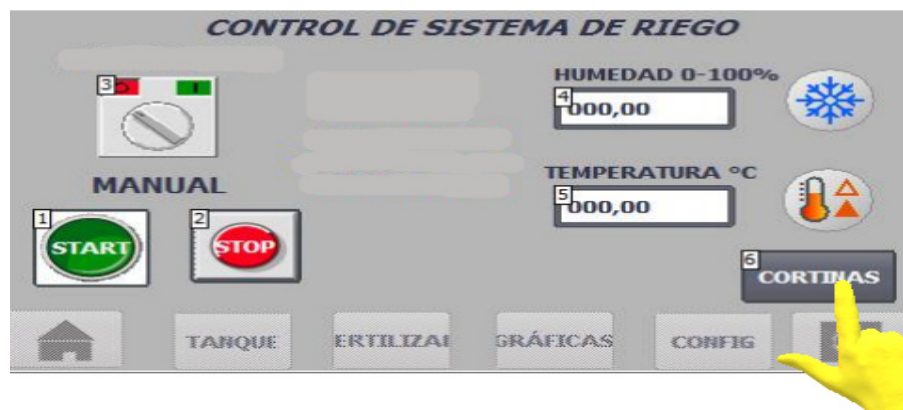 CONTROL DE SISTEMA DE RIEGO
HUMEDAD 0-100%
3
4
000,00
TEMPERATURA °C
MANUAL
5
000,00
1
START
2
STOP
6
CORTINAS
TANQUE
ERTILIZAI
GRÁFICAS
CONFIG